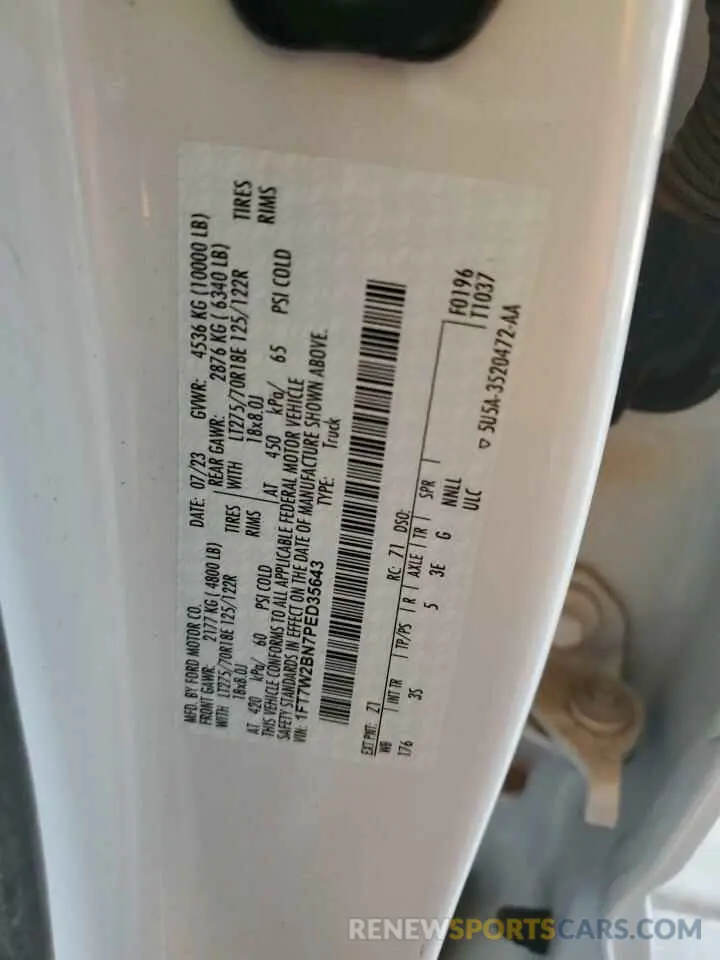 MFD. BY FORD MOTOR CO.
DATE: 07/23 GVWR: 4536 KG (10000 LB)
FRONT GAWR: 2177 KG ( 4800 LB) REAR GAWR: 2876 KG ( 6340 LB)
WITH LT275/70R18E 125/122R TIRES WITH LT275/70R18E 125/122R TIRES
18x8.0J RIMS 18x8.0J RIMS
AT 420 kPa/ 60 PSI COLD AT 450 kPa/ 65 PSI COLD
THIS VEHICLE CONFORMS TO ALL APPLICABLE FEDERAL MOTOR VEHICLE
SAFETY STANDARDS IN EFFECT ON THE DATE OF MANUFACTURE SHOWN ABOVE.
VIN: 1FT7W2BN7PED35643 TYPE: Truck
EXT PNT: Z1 RC: 71 DSO: F0196
WB INT TR TP/PS R AXLE TR SPR T1037
176 3S 5 3E G NNLL
ULC ▽ 5U5A-3520472-AA
RENEWSPORTSCARS.COM